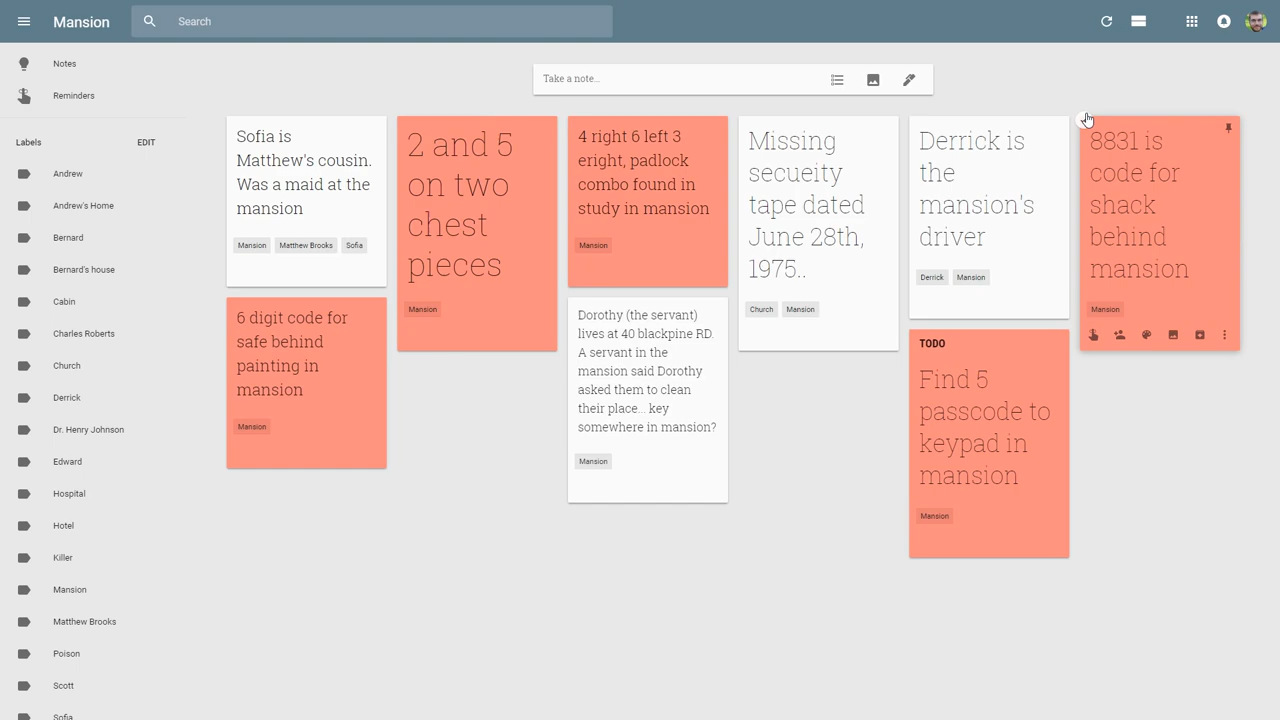 Mansion
Search
Notes
Reminders
Labels
EDIT
Andrew
Andrew's Home
Bernard
Bernard's house
Cabin
Charles Roberts
Church
Derrick
Dr. Henry Johnson
Edward
Hospital
Hotel
Killer
Mansion
Matthew Brooks
Poison
Scott
Sofia
Take a note...
Sofia is
Matthew's cousin.
Was a maid at the
mansion
Mansion
Matthew Brooks
Sofia
6 digit code for
safe behind
painting in
mansion
Mansion
2 and 5
on two
chest
pieces
Mansion
4 right 6 left 3
eright, padlock
combo found in
study in mansion
Mansion
Dorothy (the servant)
lives at 40 blackpine RD.
A servant in the
mansion said Dorothy
asked them to clean
their place... key
somewhere in mansion?
Mansion
Missing
secueity
tape dated
June 28th,
1975..
Church
Mansion
Derrick is
the
mansion's
driver
Derrick
Mansion
TODO
Find 5
passcode to
keypad in
mansion
Mansion
8831 is
code for
shack
behind
mansion
Mansion